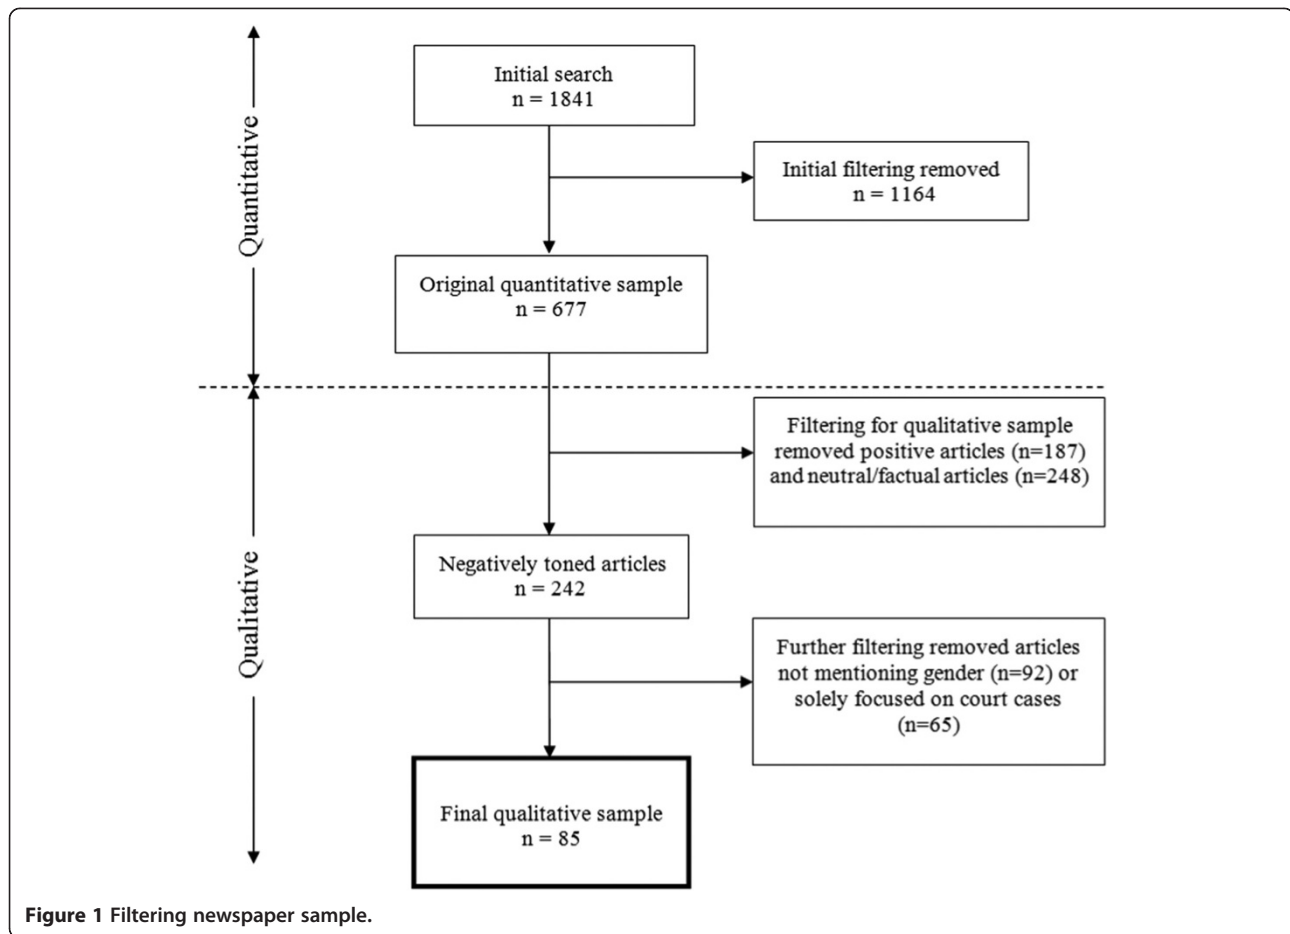 Quantitative
Initial search
n = 1841
Initial filtering removed
n = 1164
Original quantitative sample
n = 677
Qualitative
Filtering for qualitative sample
removed positive articles (n=187)
and neutral/factual articles (n=248)
Negatively toned articles
n = 242
Further filtering removed articles
not mentioning gender (n=92) or
solely focused on court cases
(n=65)
Final qualitative sample
n = 85
Figure 1 Filtering newspaper sample.